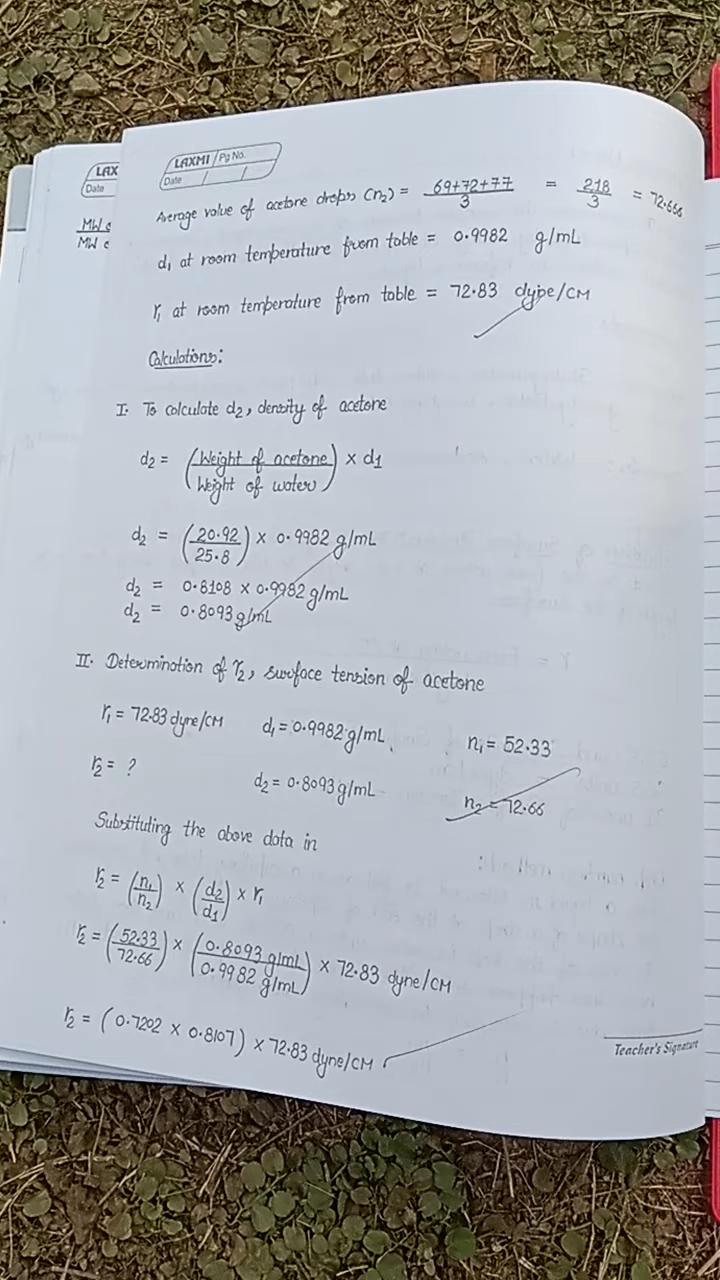 LAX
Date
MW
MW
LAXMI Pg No.
Date / /
Average value of acetone drops (n₂) = 69+72+77 / 3 = 218 / 3 = 72.666
d₁ at room temperature from table = 0.9982 g/mL
r₁ at room temperature from table = 72.83 dyne/CM
Calculations:
I. To calculate d₂, density of acetone
d₂ = (Weight of acetone / Weight of water) × d₁
d₂ = (20.92 / 25.8) × 0.9982 g/mL
d₂ = 0.8108 × 0.9982 g/mL
d₂ = 0.8093 g/mL
II. Determination of r₂, surface tension of acetone
r₁ = 72.83 dyne/CM d₁ = 0.9982 g/mL n₁ = 52.33
r₂ = ? d₂ = 0.8093 g/mL n₂ = 72.66
Substituting the above data in
r₂ = (n₁ / n₂) × (d₂ / d₁) × r₁
r₂ = (52.33 / 72.66) × (0.8093 g/mL / 0.9982 g/mL) × 72.83 dyne/CM
r₂ = (0.7202 × 0.8107) × 72.83 dyne/CM
Teacher's Signature